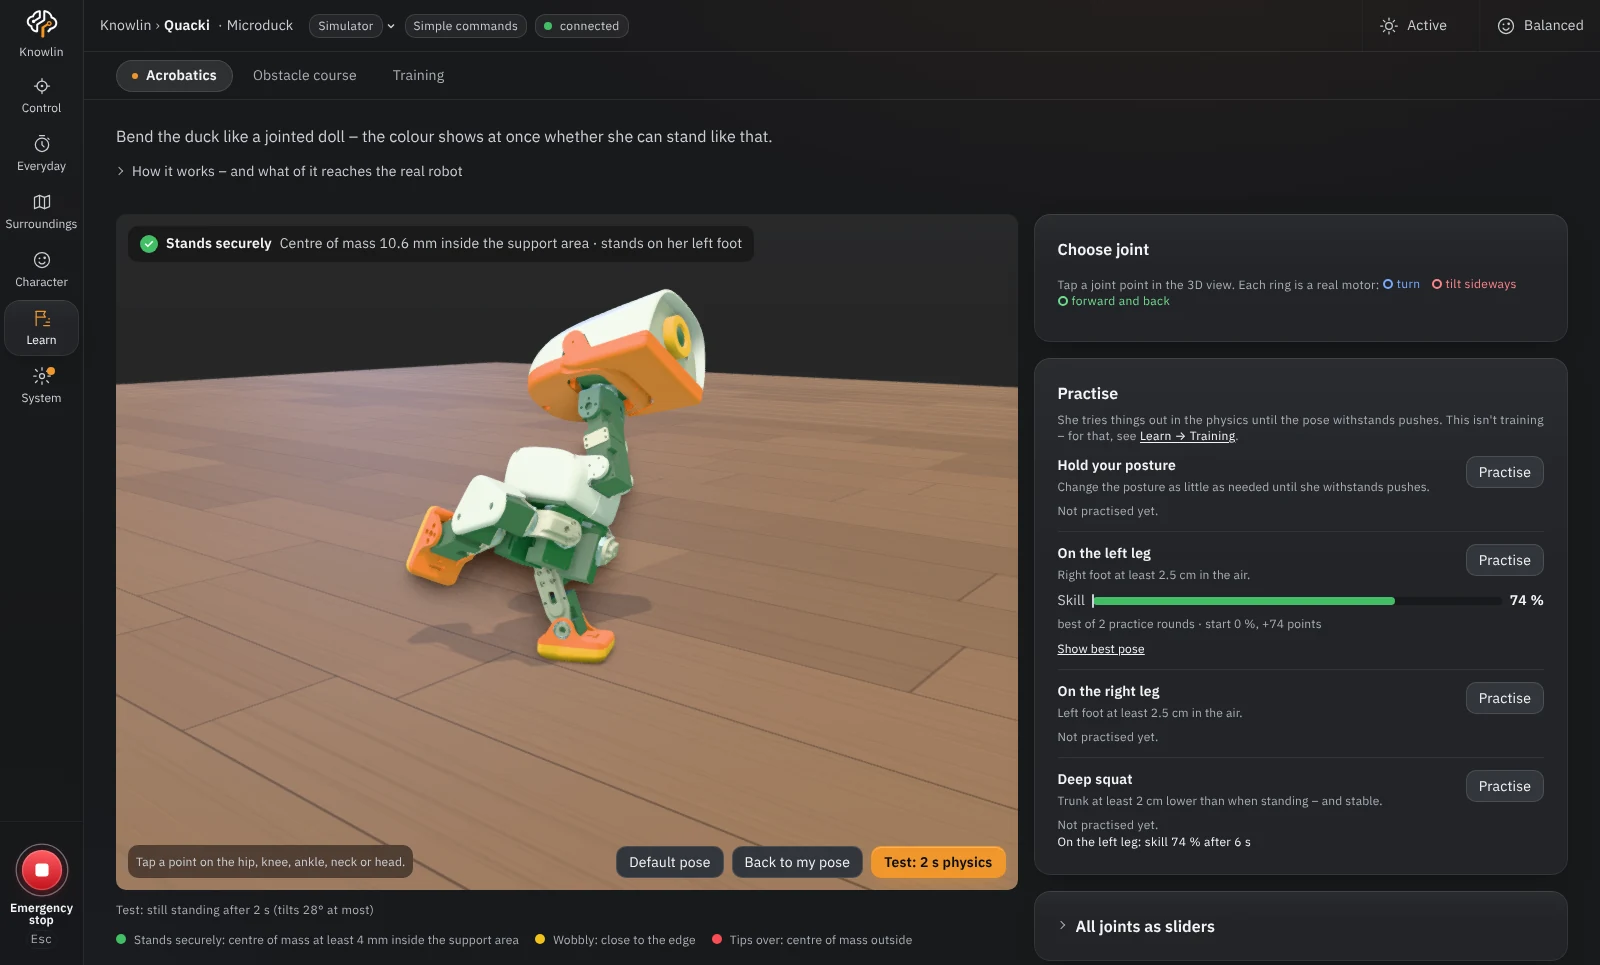 Knowlin
Control
Everyday
Surroundings
Character
Learn
System
Emergency
stop
Esc
Knowlin › Quacki · Microduck
Simulator
Simple commands
connected
Active
Balanced
Acrobatics
Obstacle course
Training
Bend the duck like a jointed doll – the colour shows at once whether she can stand like that.
How it works – and what of it reaches the real robot
Stands securely Centre of mass 10.6 mm inside the support area · stands on her left foot
Tap a point on the hip, knee, ankle, neck or head.
Default pose
Back to my pose
Test: 2 s physics
Test: still standing after 2 s (tilts 28° at most)
Stands securely: centre of mass at least 4 mm inside the support area
Wobbly: close to the edge
Tips over: centre of mass outside
Choose joint
Tap a joint point in the 3D view. Each ring is a real motor: turn tilt sideways
forward and back
Practise
She tries things out in the physics until the pose withstands pushes. This isn't training
– for that, see Learn → Training.
Hold your posture
Practise
Change the posture as little as needed until she withstands pushes.
Not practised yet.
On the left leg
Practise
Right foot at least 2.5 cm in the air.
Skill 74 %
best of 2 practice rounds · start 0 %, +74 points
Show best pose
On the right leg
Practise
Left foot at least 2.5 cm in the air.
Not practised yet.
Deep squat
Practise
Trunk at least 2 cm lower than when standing – and stable.
Not practised yet.
On the left leg: skill 74 % after 6 s
All joints as sliders